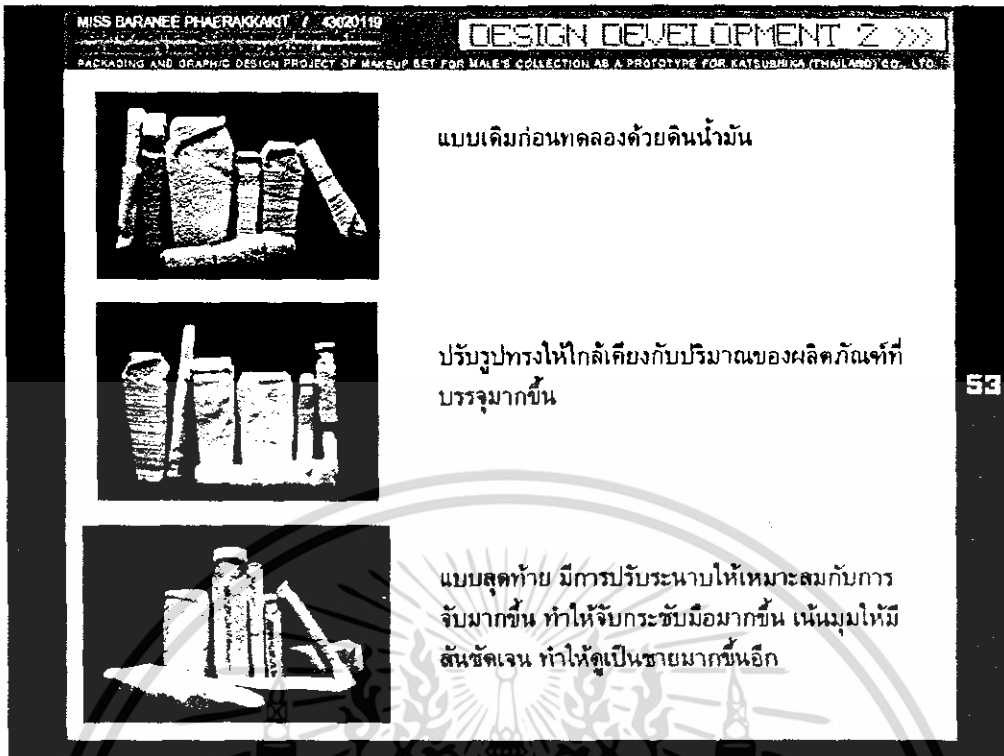 MISS BARANEE PHAERAKKAKIT / 43020119
DESIGN DEVELOPMENT 2 >>>
PACKAGING AND GRAPHIC DESIGN PROJECT OF MAKEUP SET FOR MALE'S COLLECTION AS A PROTOTYPE FOR KATSUSHIKA (THAILAND) CO., LTD.
แบบเดิมก่อนทดลองด้วยดินน้ำมัน
ปรับรูปทรงให้ใกล้เคียงกับปริมาณของผลิตภัณฑ์ที่
บรรจุมากขึ้น
53
แบบสุดท้าย มีการปรับระนาบให้เหมาะสมกับการ
จับมากขึ้น ทำให้จับกระชับมือมากขึ้น เน้นมุมให้มี
สันชัดเจน ทำให้ดูเป็นชายมากขึ้นอีก